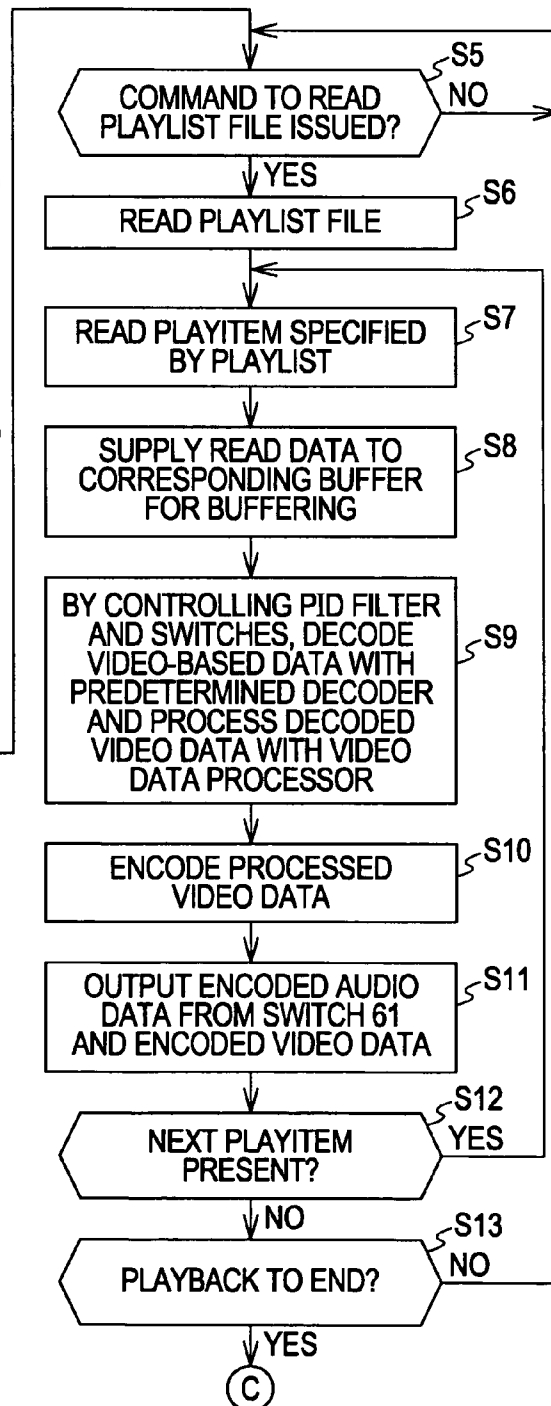 S5
COMMAND TO READ
PLAYLIST FILE ISSUED?
NO
YES
S6
READ PLAYLIST FILE
S7
READ PLAYITEM SPECIFIED
BY PLAYLIST
S8
SUPPLY READ DATA TO
CORRESPONDING BUFFER
FOR BUFFERING
S9
BY CONTROLLING PID FILTER
AND SWITCHES, DECODE
VIDEO-BASED DATA WITH
PREDETERMINED DECODER
AND PROCESS DECODED
VIDEO DATA WITH VIDEO
DATA PROCESSOR
S10
ENCODE PROCESSED
VIDEO DATA
S11
OUTPUT ENCODED AUDIO
DATA FROM SWITCH 61
AND ENCODED VIDEO DATA
S12
NEXT PLAYITEM
PRESENT?
YES
NO
S13
PLAYBACK TO END?
NO
YES
C